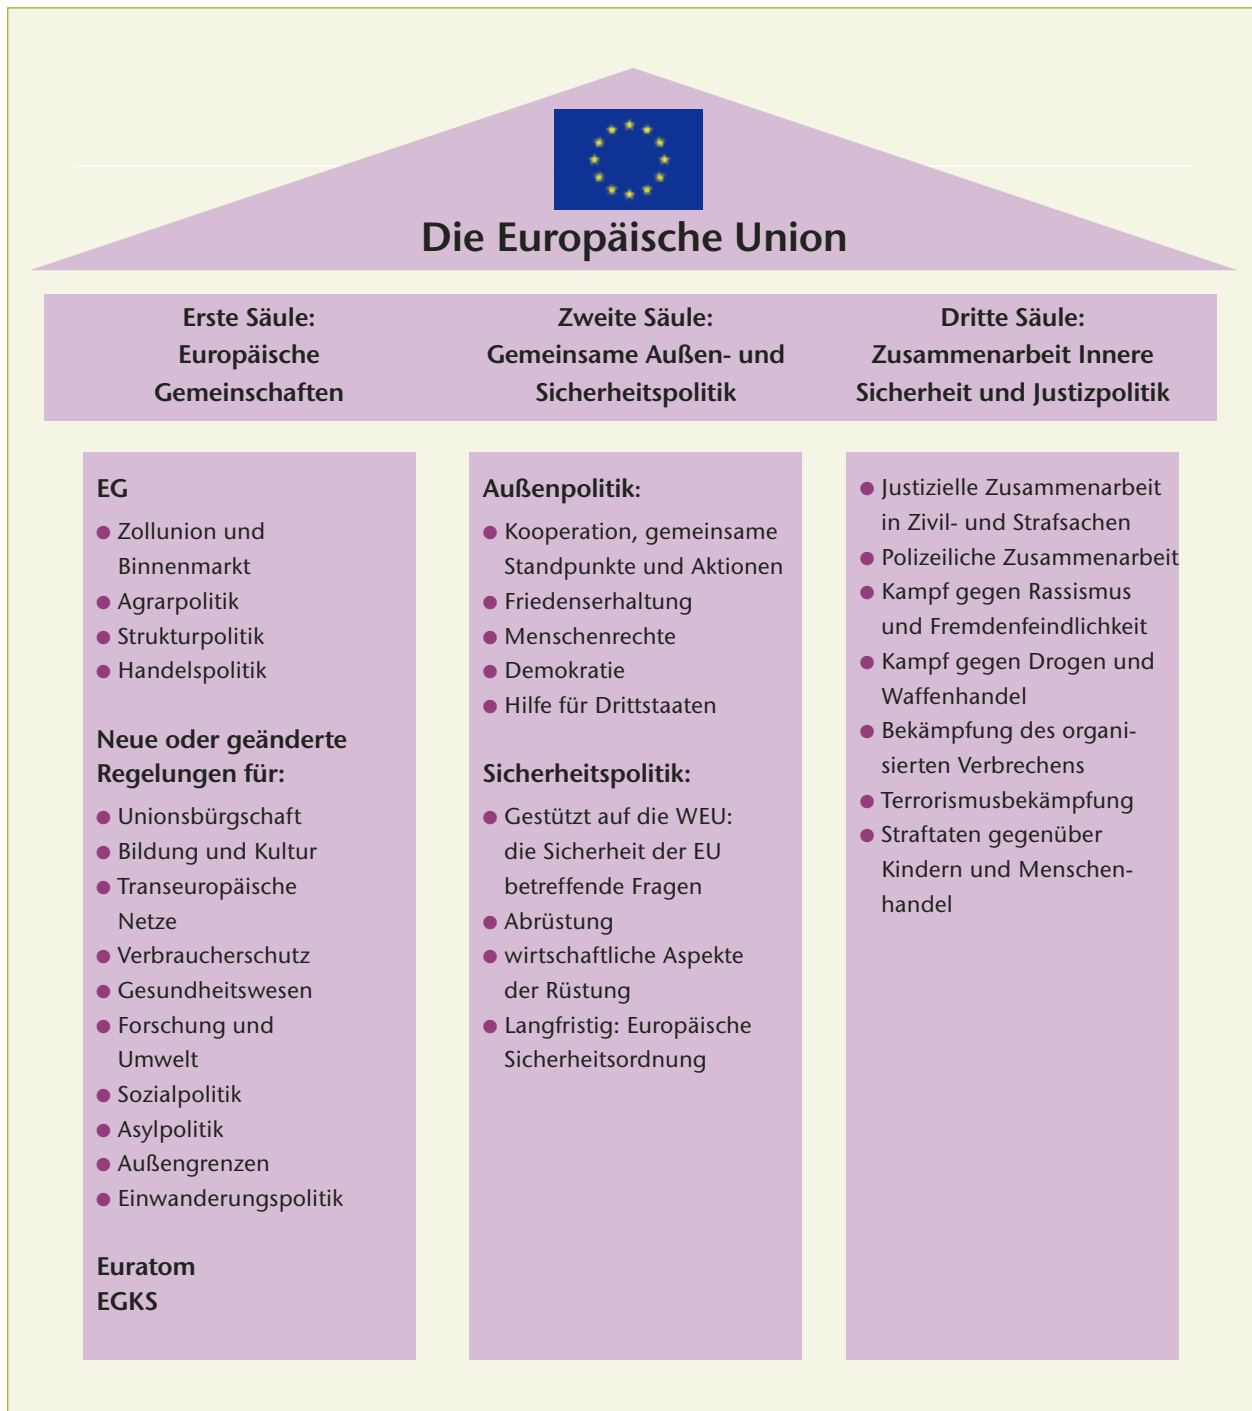 Die Europäische Union
Erste Säule:
Europäische
Gemeinschaften
Zweite Säule:
Gemeinsame Außen- und
Sicherheitspolitik
Dritte Säule:
Zusammenarbeit Innere
Sicherheit und Justizpolitik
EG
● Zollunion und
Binnenmarkt
● Agrarpolitik
● Strukturpolitik
● Handelspolitik
Neue oder geänderte
Regelungen für:
● Unionsbürgschaft
● Bildung und Kultur
● Transeuropäische
Netze
● Verbraucherschutz
● Gesundheitswesen
● Forschung und
Umwelt
● Sozialpolitik
● Asylpolitik
● Außengrenzen
● Einwanderungspolitik
Euratom
EGKS
Außenpolitik:
● Kooperation, gemeinsame
Standpunkte und Aktionen
● Friedenserhaltung
● Menschenrechte
● Demokratie
● Hilfe für Drittstaaten
Sicherheitspolitik:
● Gestützt auf die WEU:
die Sicherheit der EU
betreffende Fragen
● Abrüstung
● wirtschaftliche Aspekte
der Rüstung
● Langfristig: Europäische
Sicherheitsordnung
● Justizielle Zusammenarbeit
in Zivil- und Strafsachen
● Polizeiliche Zusammenarbeit
● Kampf gegen Rassismus
und Fremdenfeindlichkeit
● Kampf gegen Drogen und
Waffenhandel
● Bekämpfung des organi-
sierten Verbrechens
● Terrorismusbekämpfung
● Straftaten gegenüber
Kindern und Menschen-
handel